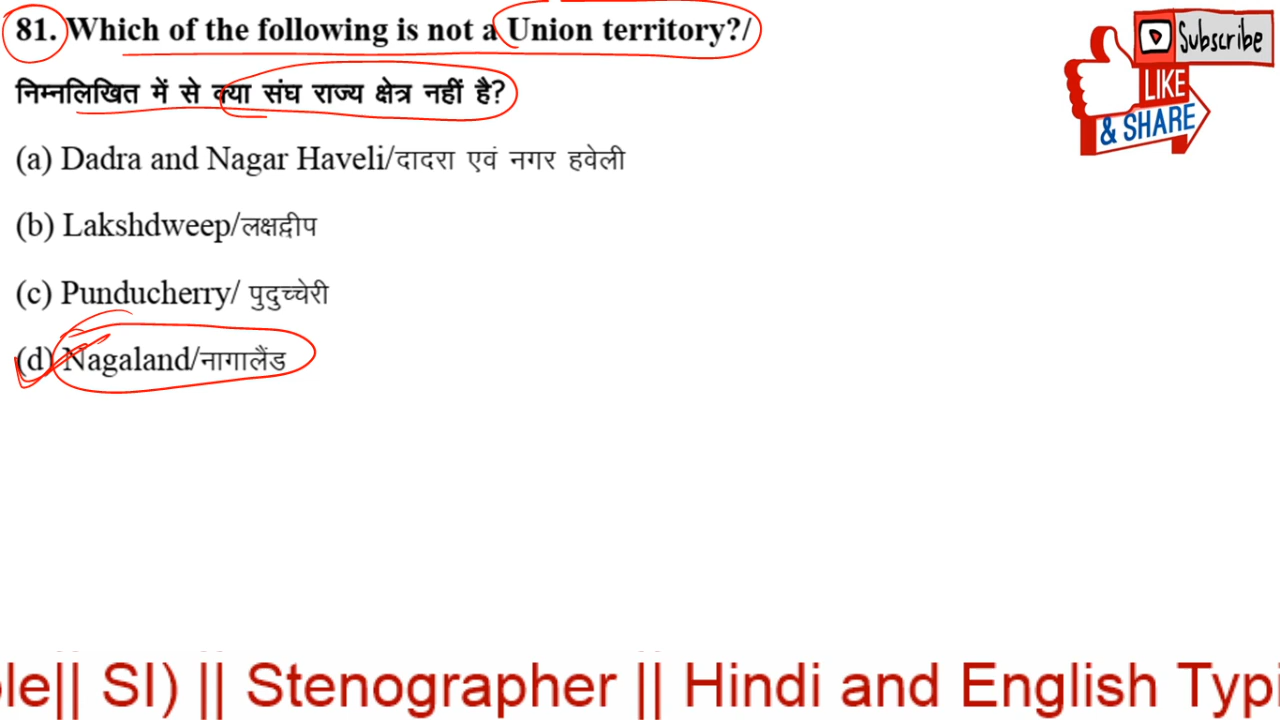 81. Which of the following is not a Union territory?/
निम्नलिखित में से क्या संघ राज्य क्षेत्र नहीं है?
(a) Dadra and Nagar Haveli/दादरा एवं नगर हवेली
(b) Lakshdweep/लक्षद्वीप
(c) Punducherry/ पुदुच्चेरी
(d) Nagaland/नागालैंड
Subscribe
LIKE
& SHARE
ole|| SI) || Stenographer || Hindi and English Typi